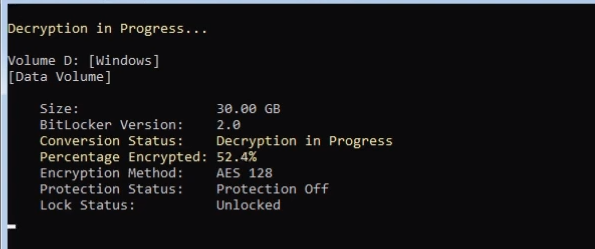 Decryption in Progress...
Volume D: [Windows]
[Data Volume]
Size: 30.00 GB
BitLocker Version: 2.0
Conversion Status: Decryption in Progress
Percentage Encrypted: 52.4%
Encryption Method: AES 128
Protection Status: Protection Off
Lock Status: Unlocked